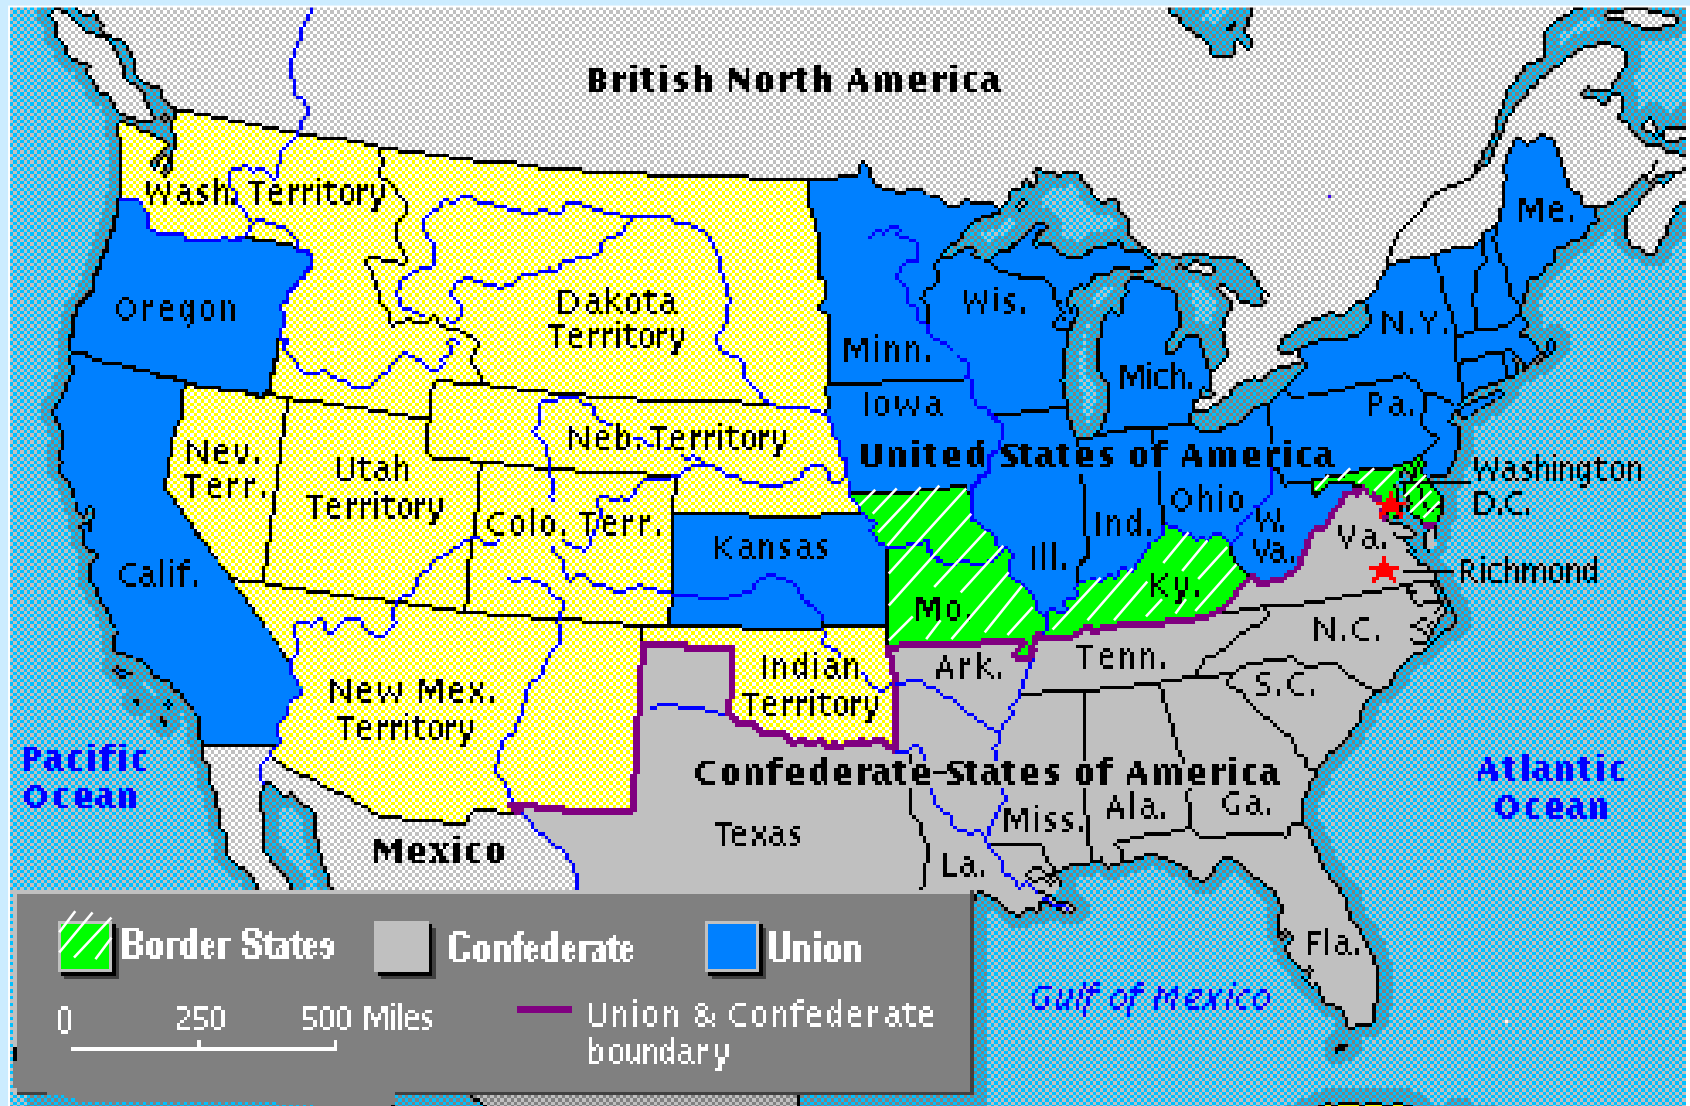 British North America
Wash. Territory
Me.
Oregon
Dakota
Territory
Wis.
N.Y.
Minn.
Mich.
Iowa
Pa.
Neb. Territory
Nev.
Terr.
Utah
Territory
United States of America
Washington
D.C.
Colo. Terr.
Kansas
Ill.
Ind.
Ohio
W.
Va.
Va.
Richmond
Calif.
Mo.
Ky.
N.C.
Tenn.
S.C.
Ark.
Indian
Territory
New Mex.
Territory
Pacific
Ocean
Confederate States of America
Atlantic
Ocean
Texas
Miss.
Ala.
Ga.
Mexico
La.
Fla.
Gulf of Mexico
Border States
Confederate
Union
0 250 500 Miles
Union & Confederate
boundary